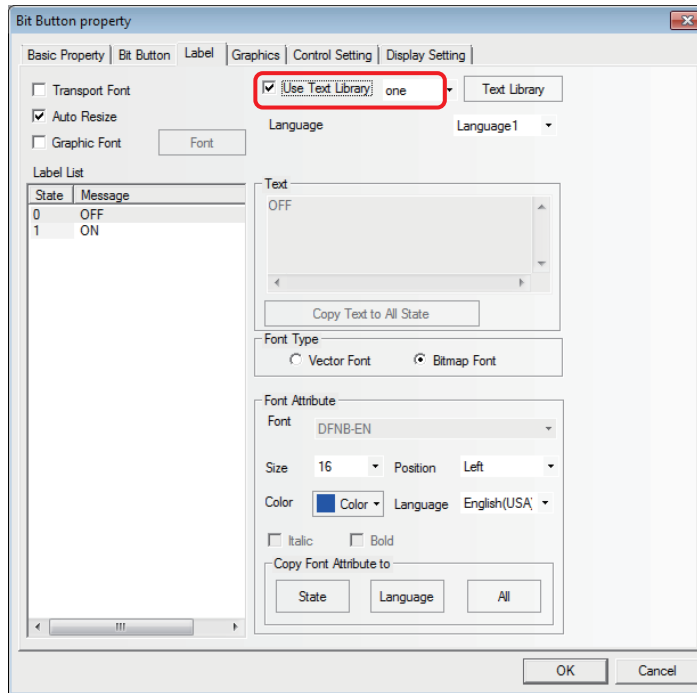 Bit Button property
Basic Property Bit Button Label Graphics Control Setting Display Setting
Transport Font
Use Text Library one Text Library
Auto Resize
Language Language1
Graphic Font Font
Label List
State Message
0 OFF
1 ON
Text
OFF
Copy Text to All State
Font Type
Vector Font Bitmap Font
Font Attribute
Font DFNB-EN
Size 16 Position Left
Color Color Language English(USA)
Italic Bold
Copy Font Attribute to
State Language All
OK Cancel